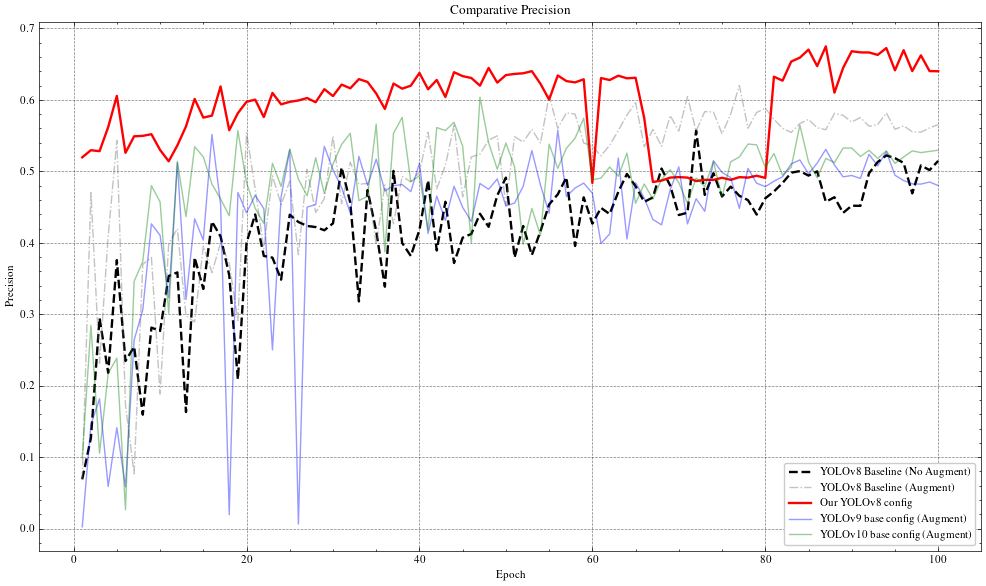 Comparative Precision
0.7
0.6
0.5
0.4
0.3
0.2
0.1
0.0
Precision
0
20
40
60
80
100
Epoch
YOLOv8 Baseline (No Augment)
YOLOv8 Baseline (Augment)
Our YOLOv8 config
YOLOv9 base config (Augment)
YOLOv10 base config (Augment)